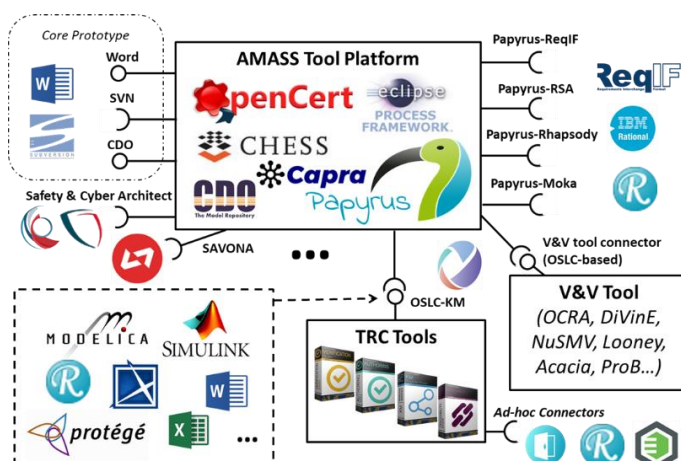 Core Prototype
Word
SVN
SUBVERSION
CDO
AMASS Tool Platform
OpenCert
eclipse
PROCESS
FRAMEWORK.
CHESS
Capra
CDO
The Model Repository
Papyrus
Papyrus-ReqIF
ReqIF
Papyrus-RSA
IBM
Rational
Papyrus-Rhapsody
Papyrus-Moka
R
Safety & Cyber Architect
SAVONA
...
V&V tool connector
(OSLC-based)
V&V Tool
(OCRA, DiVinE,
NuSMV, Looney,
Acacia, ProB...)
OSLC-KM
TRC Tools
MODELICA
SIMULINK
R
W
protégé
X
...
Ad-hoc Connectors
R